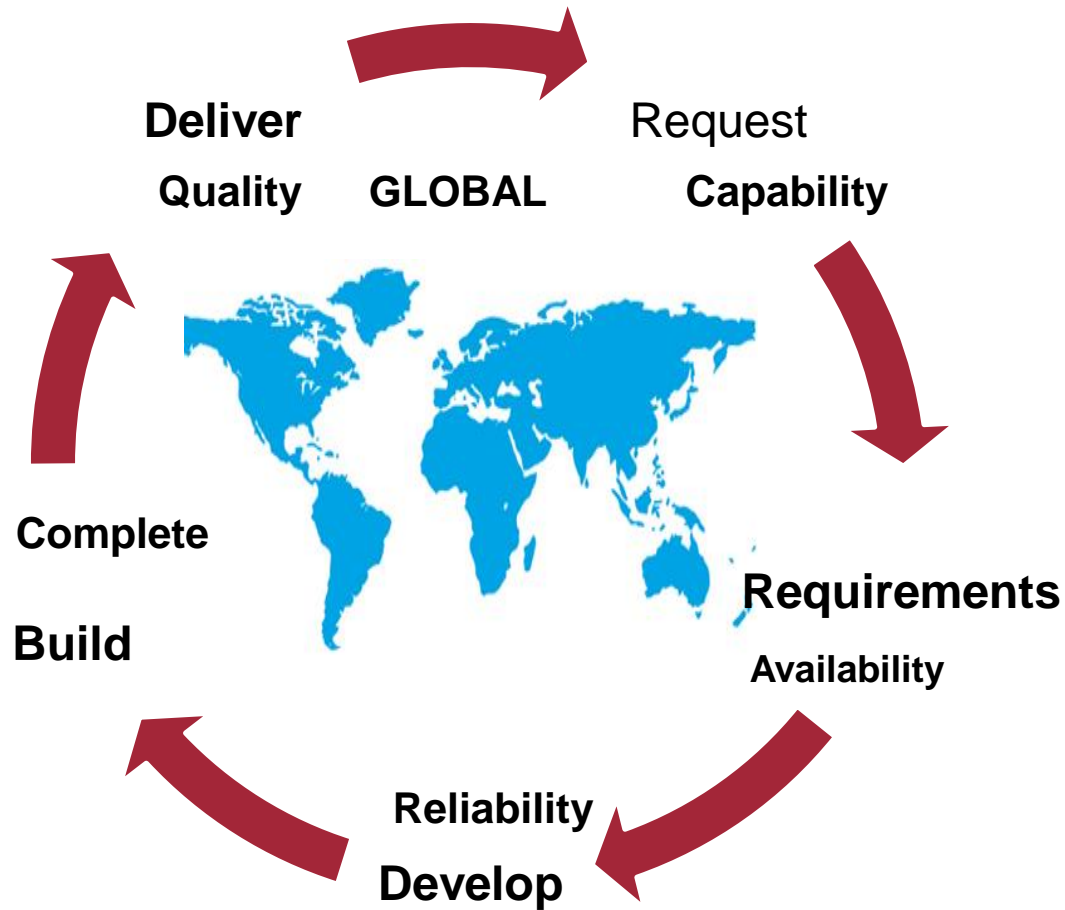 Deliver
Request
Quality
GLOBAL
Capability
Complete
Requirements
Build
Availability
Reliability
Develop